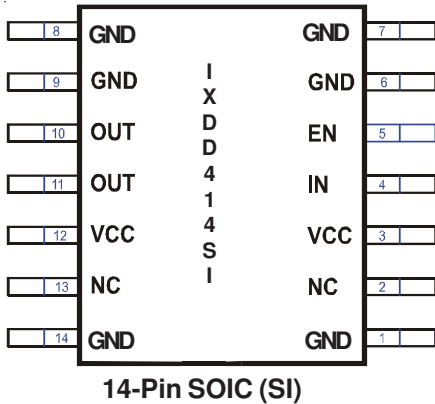 8 GND GND 7
9 GND GND 6
10 OUT EN 5
11 OUT IN 4
12 VCC VCC 3
13 NC NC 2
14 GND GND 1
IXDD414SI
14-Pin SOIC (SI)